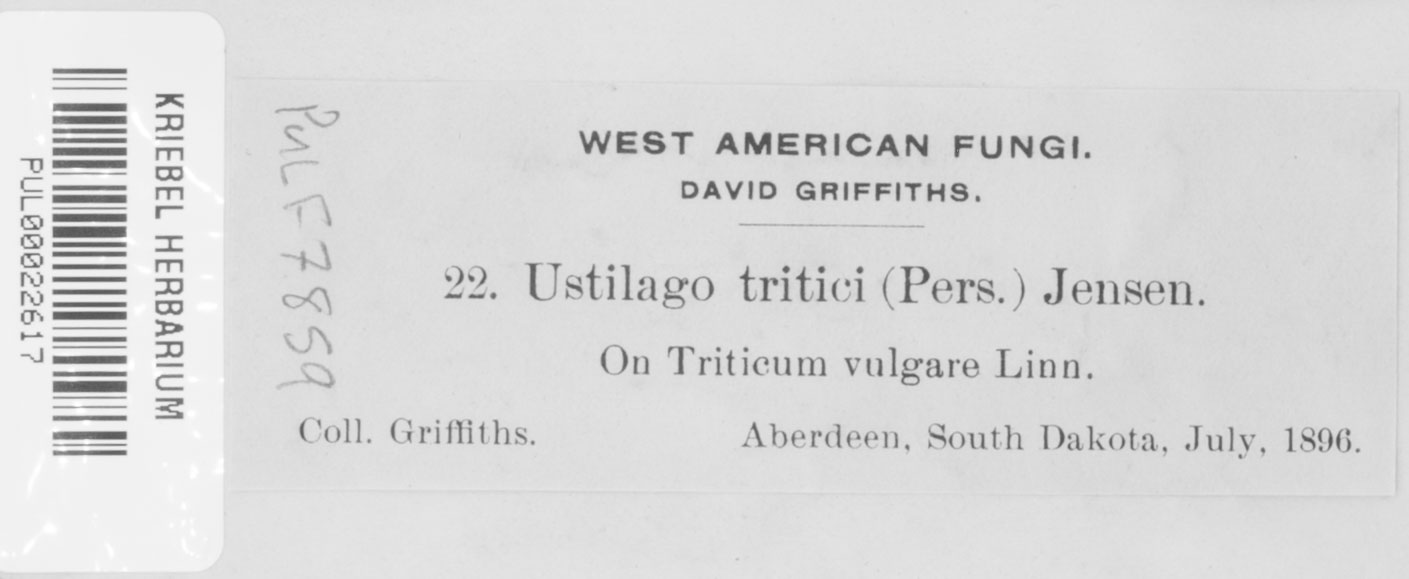 KRIEBEL HERBARIUM
PUL00022617
PUL F7859
WEST AMERICAN FUNGI.
DAVID GRIFFITHS.
22. Ustilago tritici (Pers.) Jensen.
On Triticum vulgare Linn.
Coll. Griffiths.
Aberdeen, South Dakota, July, 1896.